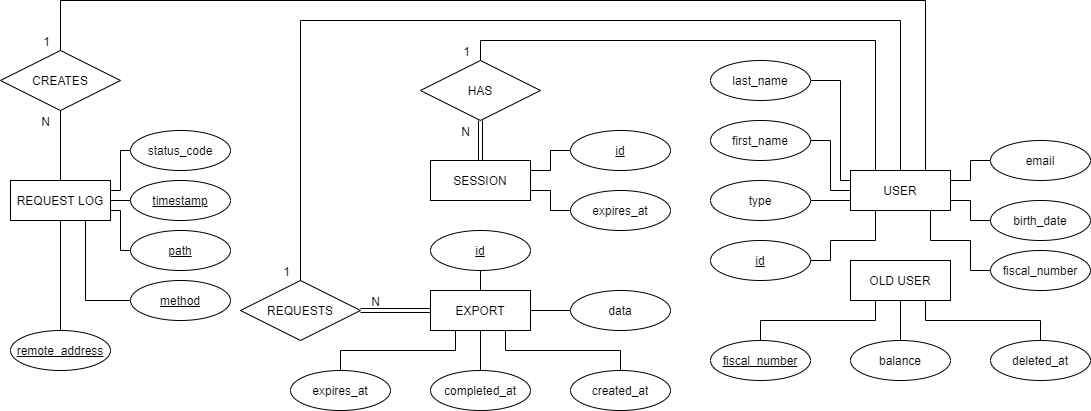 1
CREATES
N
1
HAS
N
last_name
first_name
type
id
USER
email
birth_date
fiscal_number
status_code
REQUEST LOG
timestamp
path
method
remote_address
id
SESSION
expires_at
1
REQUESTS
N
id
EXPORT
data
expires_at
completed_at
created_at
OLD USER
fiscal_number
balance
deleted_at